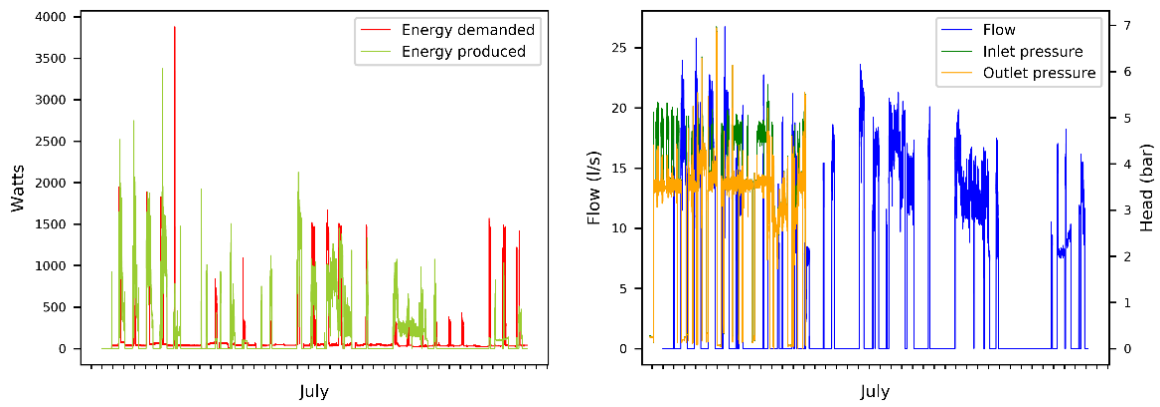 4000
3500
3000
2500
2000
1500
1000
500
0
Watts
July
Energy demanded
Energy produced
25
20
15
10
5
0
Flow (l/s)
July
Flow
Inlet pressure
Outlet pressure
7
6
5
4
3
2
1
0
Head (bar)